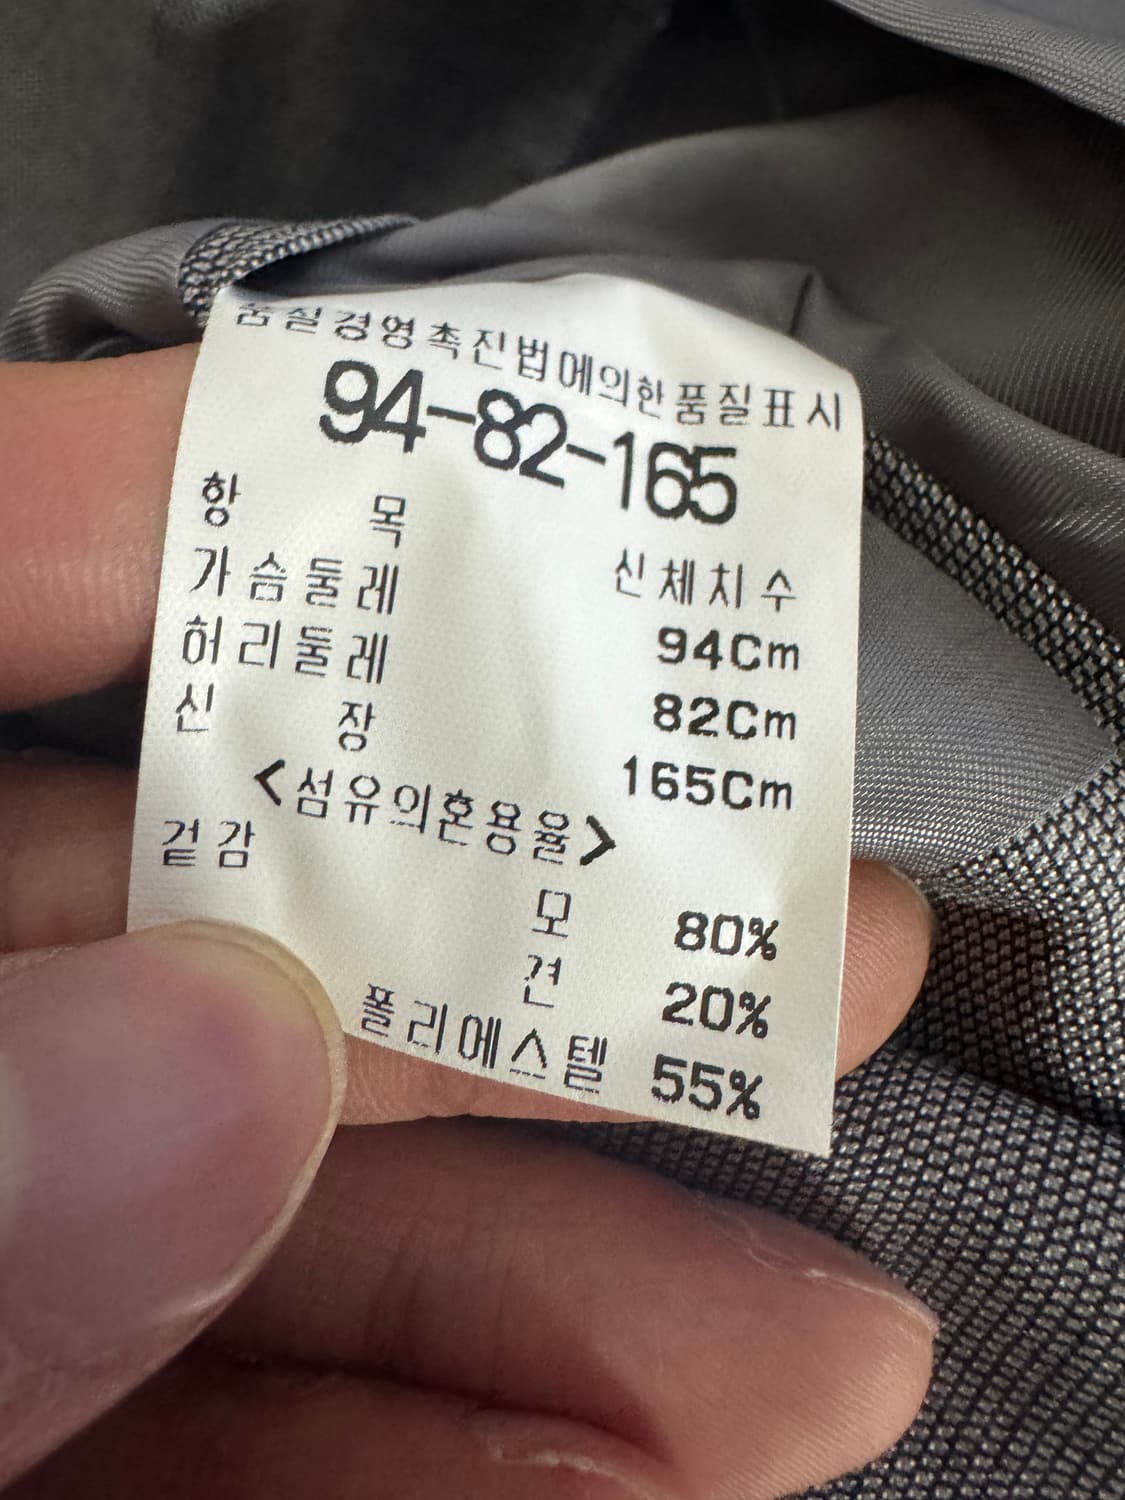 품질경영촉진법에의한품질표시
94-82-165
항 목 신체치수
가슴둘레 94Cm
허리둘레 82Cm
신 장 165Cm
<섬유의혼용율>
겉감
모 80%
견 20%
폴리에스텔 55%